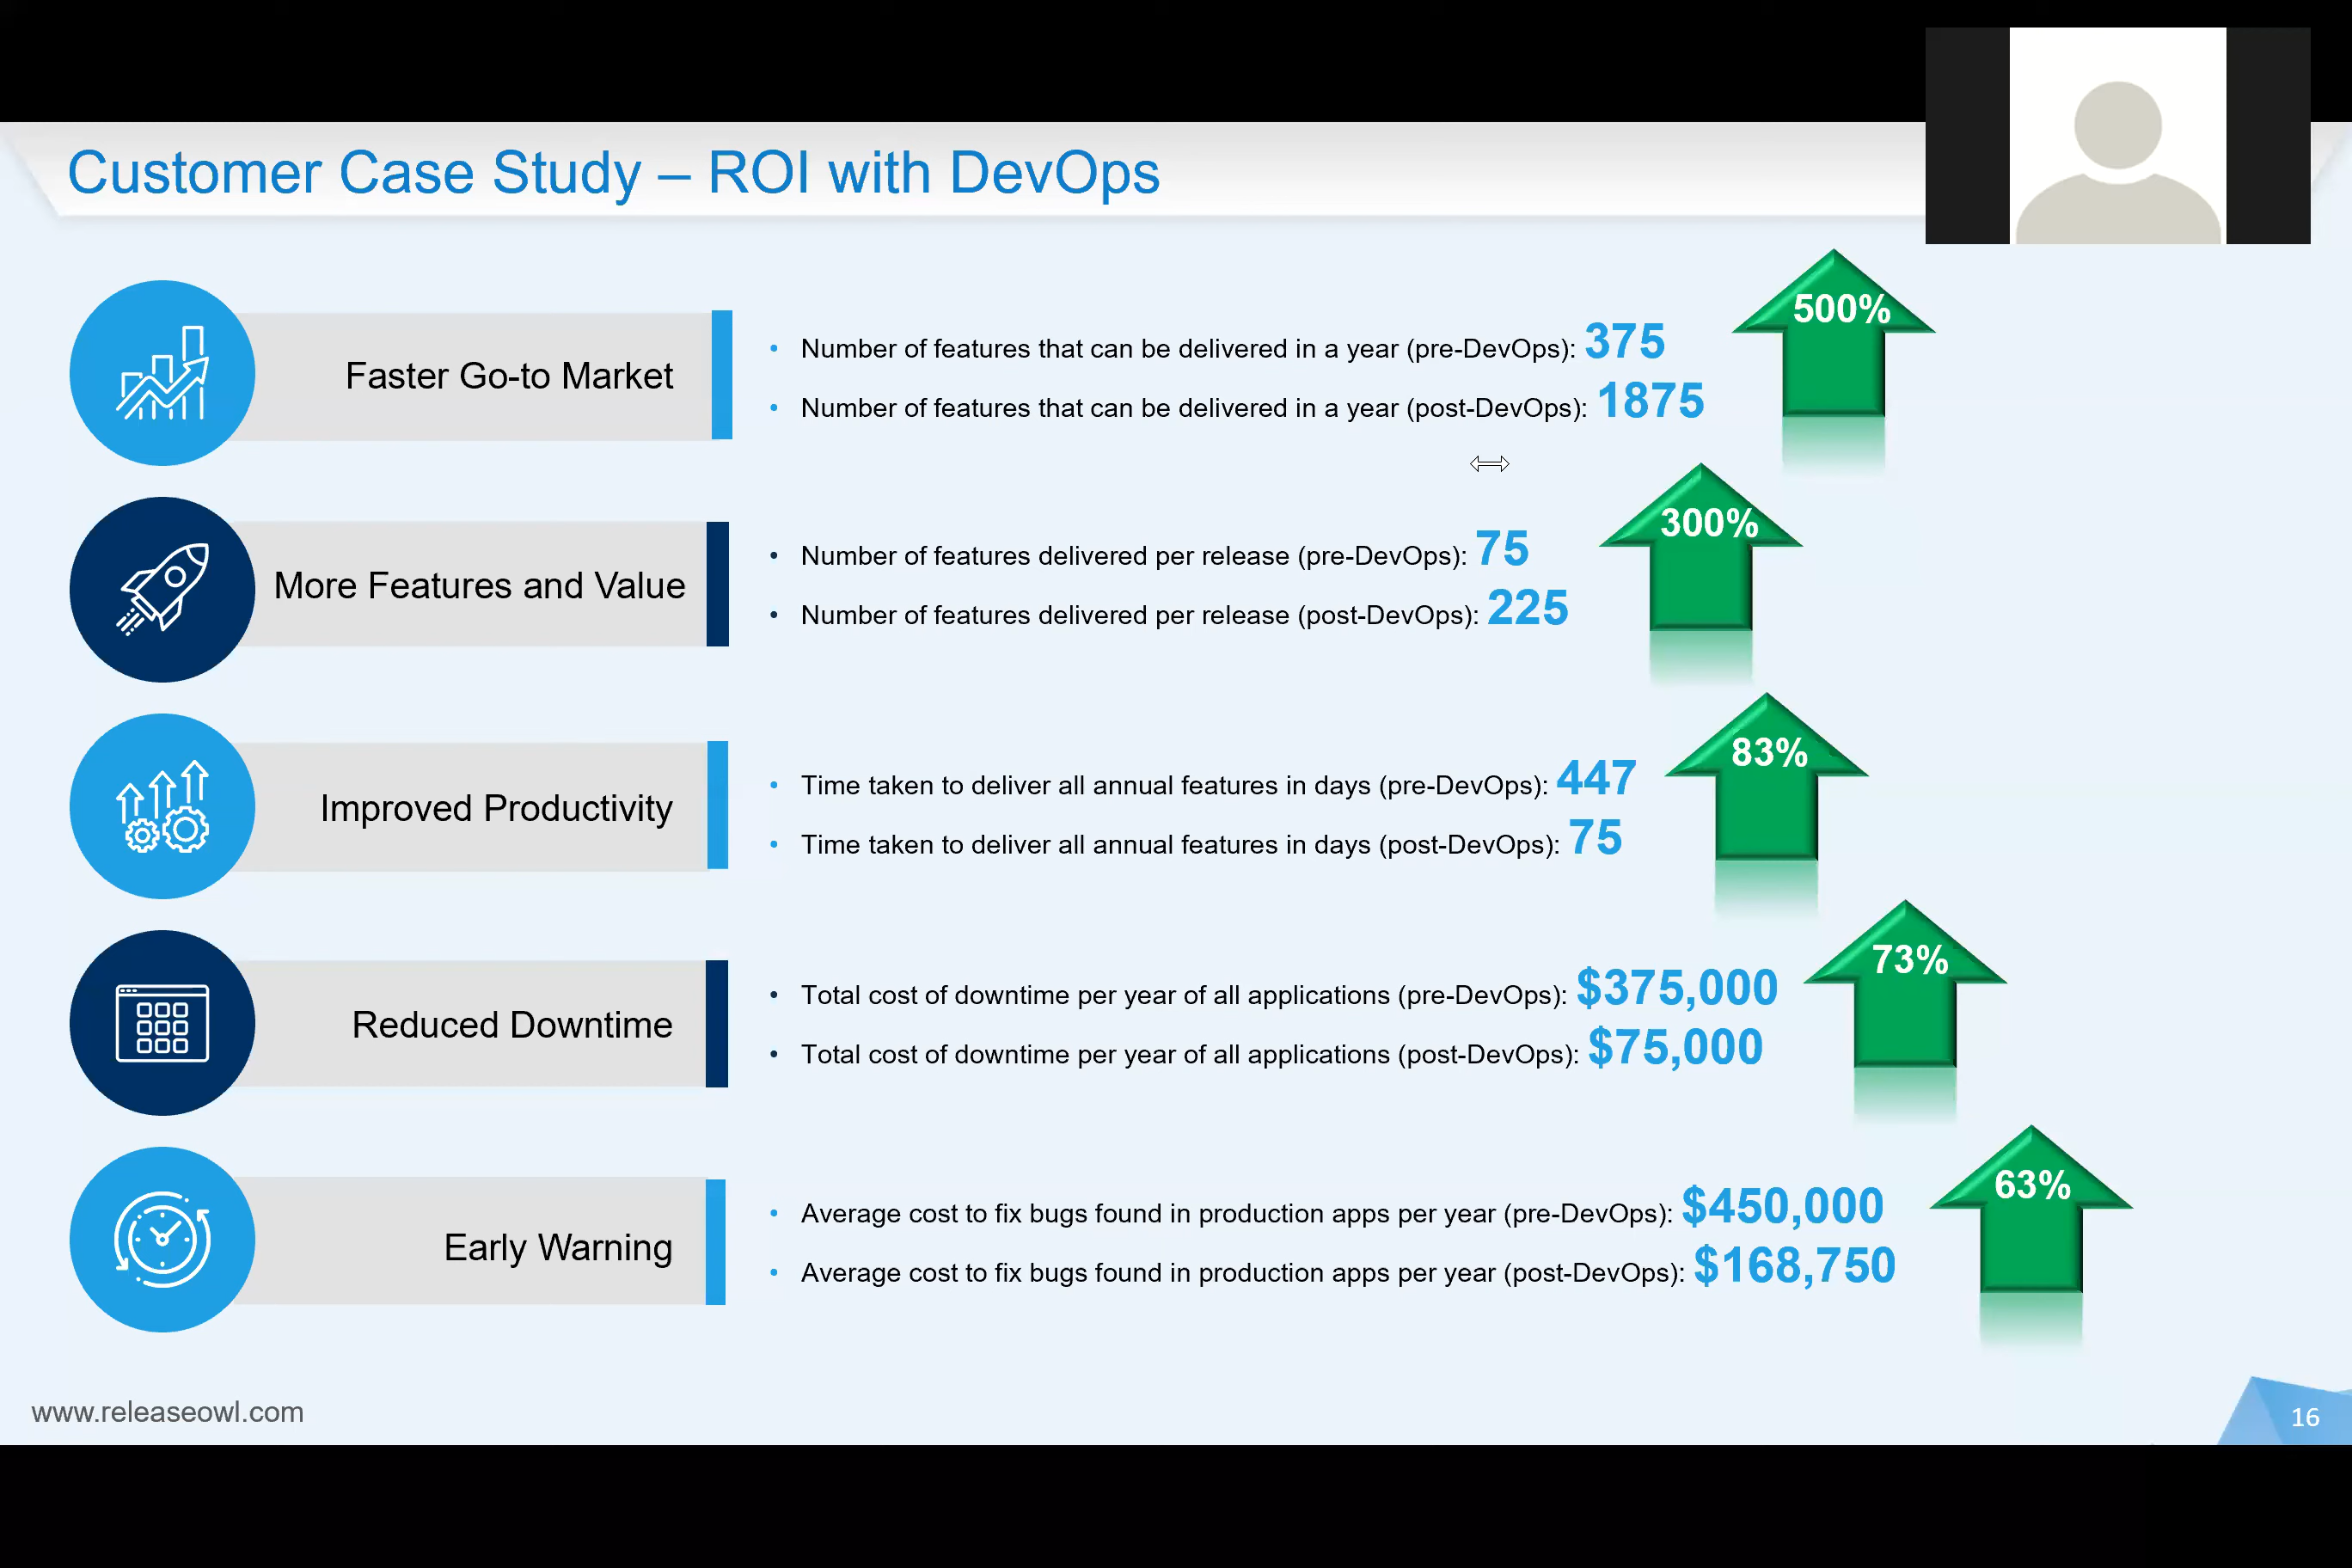 Customer Case Study – ROI with DevOps
Faster Go-to Market
• Number of features that can be delivered in a year (pre-DevOps): 375
• Number of features that can be delivered in a year (post-DevOps): 1875
500%
More Features and Value
• Number of features delivered per release (pre-DevOps): 75
• Number of features delivered per release (post-DevOps): 225
300%
Improved Productivity
• Time taken to deliver all annual features in days (pre-DevOps): 447
• Time taken to deliver all annual features in days (post-DevOps): 75
83%
Reduced Downtime
• Total cost of downtime per year of all applications (pre-DevOps): $375,000
• Total cost of downtime per year of all applications (post-DevOps): $75,000
73%
Early Warning
• Average cost to fix bugs found in production apps per year (pre-DevOps): $450,000
• Average cost to fix bugs found in production apps per year (post-DevOps): $168,750
63%
www.releaseowl.com
16